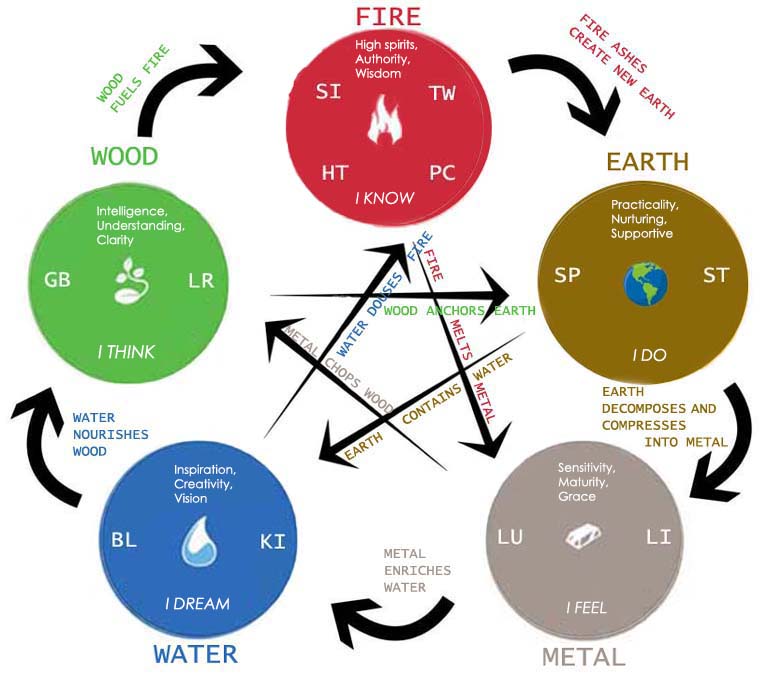 FIRE
High spirits,
Authority,
Wisdom
SI
TW
HT
PC
I KNOW
WOOD
FUELS FIRE
FIRE ASHES
CREATE NEW EARTH
WOOD
Intelligence,
Understanding,
Clarity
GB
LR
I THINK
EARTH
Practicality,
Nurturing,
Supportive
SP
ST
I DO
WATER DOUSES FIRE
FIRE MELTS METAL
WOOD ANCHORS EARTH
METAL CHOPS WOOD
EARTH CONTAINS WATER
WATER
NOURISHES
WOOD
EARTH
DECOMPOSES AND
COMPRESSES
INTO METAL
Inspiration,
Creativity,
Vision
BL
KI
I DREAM
WATER
METAL
ENRICHES
WATER
Sensitivity,
Maturity,
Grace
LU
LI
I FEEL
METAL